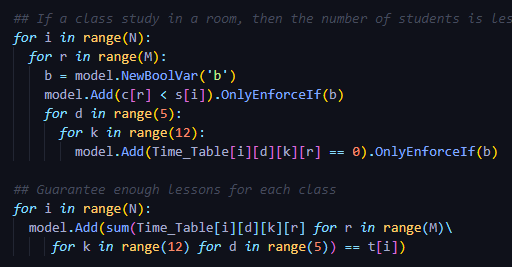 ## If a class study in a room, then the number of students is les
for i in range(N):
  for r in range(M):
    b = model.NewBoolVar('b')
    model.Add(c[r] < s[i]).OnlyEnforceIf(b)
    for d in range(5):
      for k in range(12):
        model.Add(Time_Table[i][d][k][r] == 0).OnlyEnforceIf(b)
## Guarantee enough lessons for each class
for i in range(N):
  model.Add(sum(Time_Table[i][d][k][r] for r in range(M)\
     for k in range(12) for d in range(5)) == t[i])